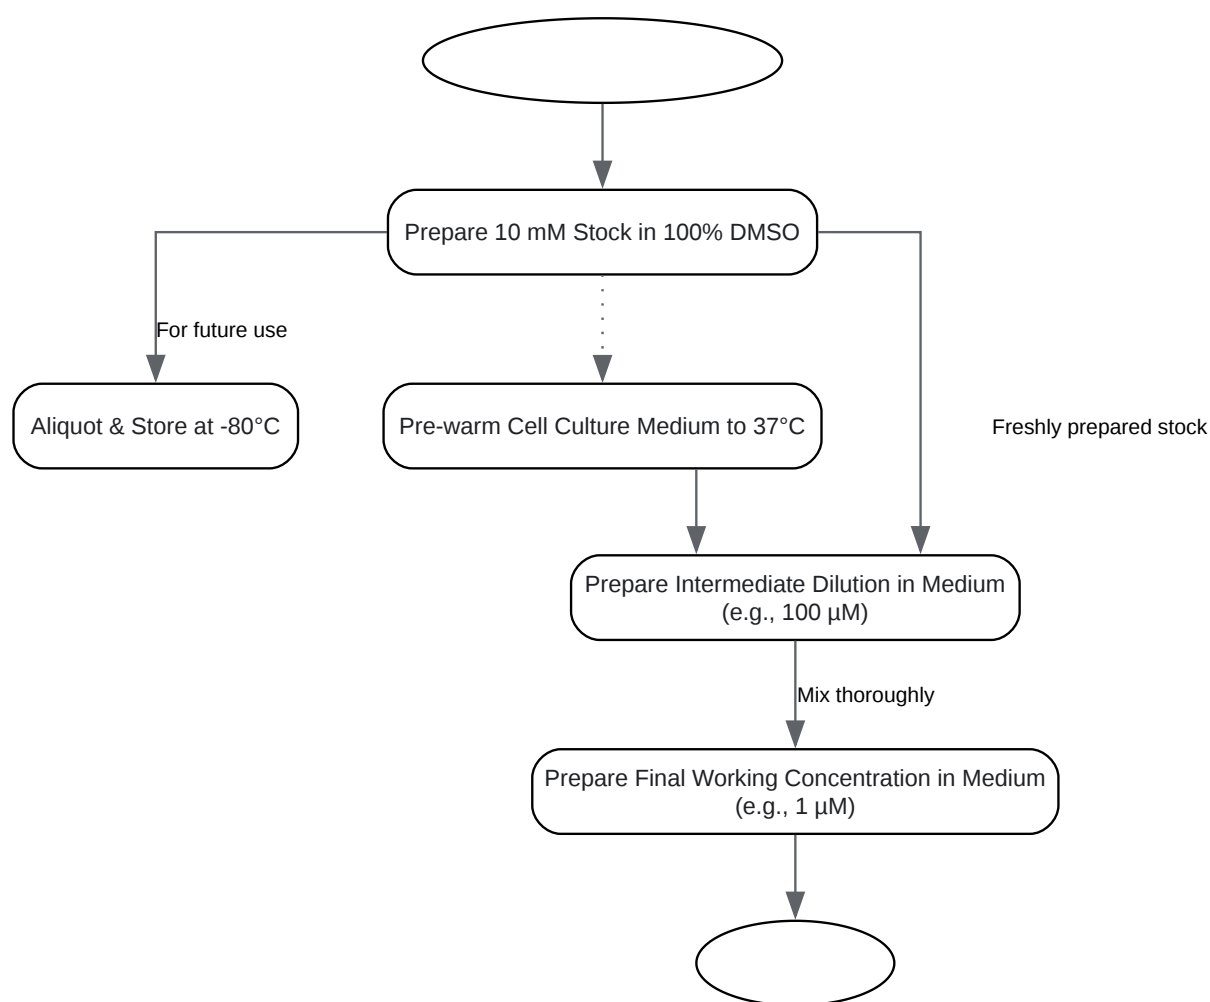 Prepare 10 mM Stock in 100% DMSO
For future use
Aliquot & Store at -80°C
Pre-warm Cell Culture Medium to 37°C
Freshly prepared stock
Prepare Intermediate Dilution in Medium
(e.g., 100 µM)
Mix thoroughly
Prepare Final Working Concentration in Medium
(e.g., 1 µM)